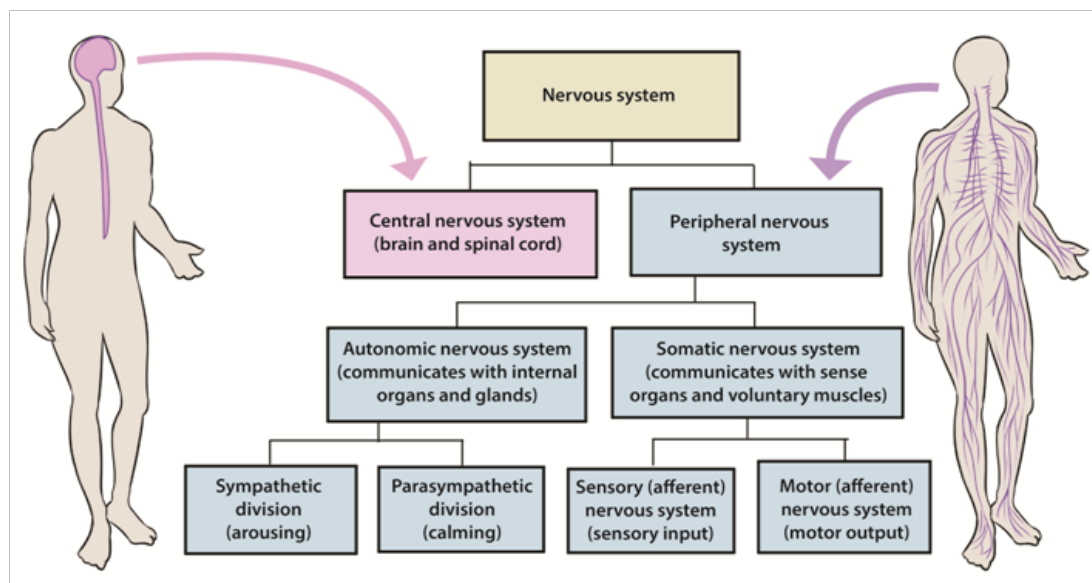 Nervous system
Central nervous system
(brain and spinal cord)
Peripheral nervous
system
Autonomic nervous system
(communicates with internal
organs and glands)
Somatic nervous system
(communicates with sense
organs and voluntary muscles)
Sympathetic
division
(arousing)
Parasympathetic
division
(calming)
Sensory (afferent)
nervous system
(sensory input)
Motor (afferent)
nervous system
(motor output)